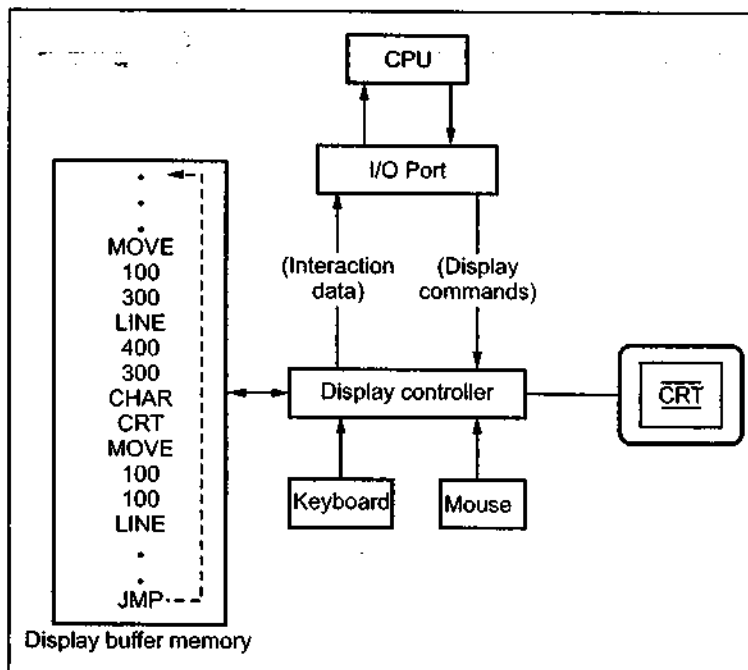 CPU
I/O Port
(Interaction
data)
(Display
commands)
MOVE
100
300
LINE
400
300
CHAR
CRT
MOVE
100
100
LINE
JMP
Display buffer memory
Display controller
CRT
Keyboard
Mouse